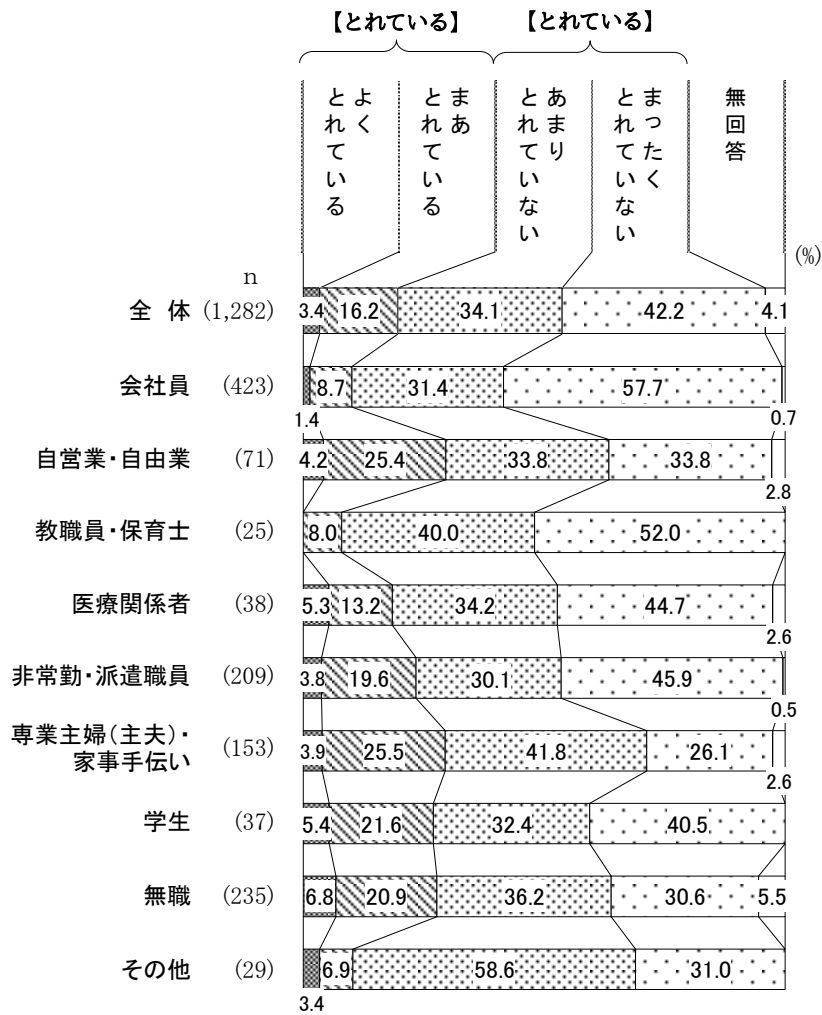 【とれている】 【とれている】
よく
とれている
まあ
とれている
あまり
とれていない
まったく
とれていない
無回答
(%)
n
全 体 (1,282) 3.4 16.2 34.1 42.2 4.1
会社員 (423) 8.7 31.4 57.7
1.4 0.7
自営業・自由業 (71) 4.2 25.4 33.8 33.8
2.8
教職員・保育士 (25) 8.0 40.0 52.0
医療関係者 (38) 5.3 13.2 34.2 44.7
2.6
非常勤・派遣職員 (209) 3.8 19.6 30.1 45.9
0.5
専業主婦(主夫)・
家事手伝い (153) 3.9 25.5 41.8 26.1
2.6
学生 (37) 5.4 21.6 32.4 40.5
無職 (235) 6.8 20.9 36.2 30.6 5.5
その他 (29) 6.9 58.6 31.0
3.4